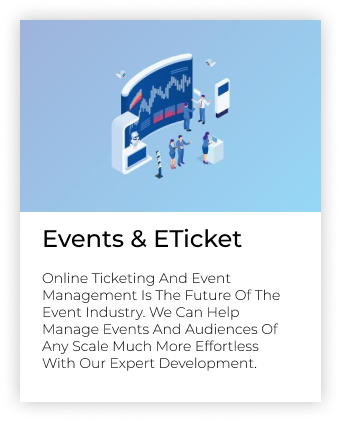 Events & ETicket
Online Ticketing And Event
Management Is The Future Of The
Event Industry. We Can Help
Manage Events And Audiences Of
Any Scale Much More Effortless
With Our Expert Development.